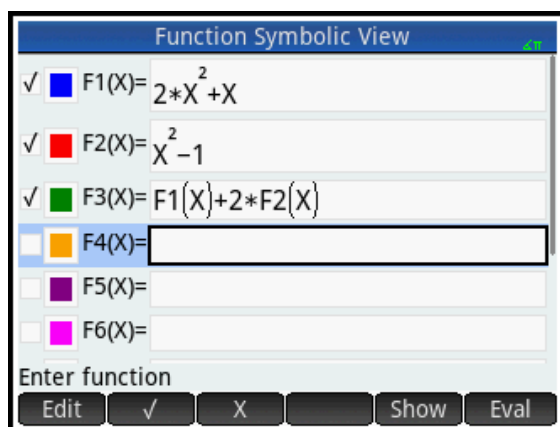 Function Symbolic View
∡π
√ F1(X)= 2*X²+X
√ F2(X)= X²−1
√ F3(X)= F1(X)+2*F2(X)
F4(X)=
F5(X)=
F6(X)=
Enter function
Edit √ X Show Eval